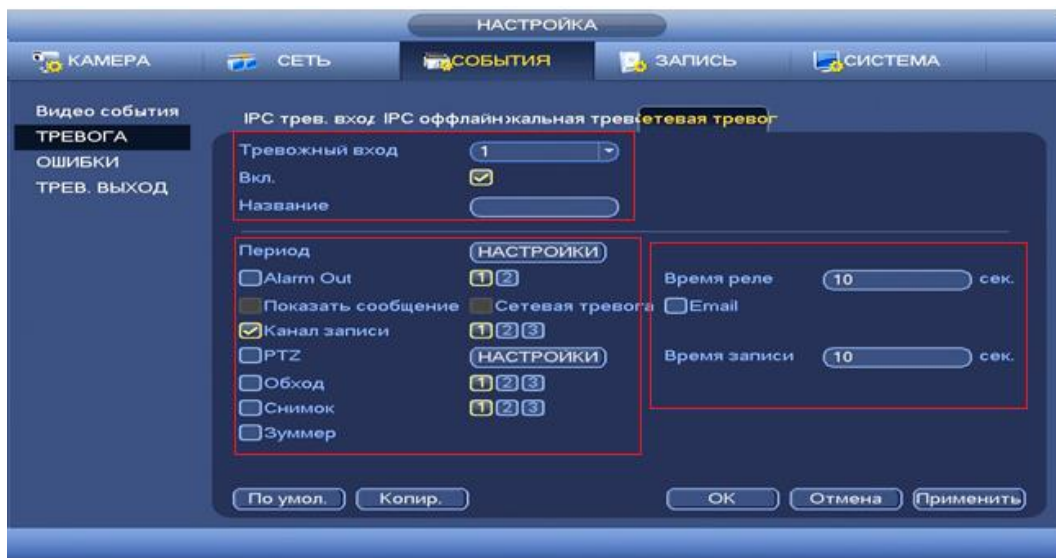 НАСТРОЙКА
КАМЕРА СЕТЬ СОБЫТИЯ ЗАПИСЬ СИСТЕМА
Видео события
ТРЕВОГА
ОШИБКИ
ТРЕВ. ВЫХОД
IPC трев. вход IPC оффлайн кальная трев етевая тревог
Тревожный вход 1
Вкл.
Название
Период НАСТРОЙКИ
Alarm Out 1 2 Время реле 10 сек.
Показать сообщение Сетевая тревога Email
Канал записи 1 2 3
PTZ НАСТРОЙКИ Время записи 10 сек.
Обход 1 2 3
Снимок 1 2 3
Зуммер
По умол. Копир. OK Отмена Применить